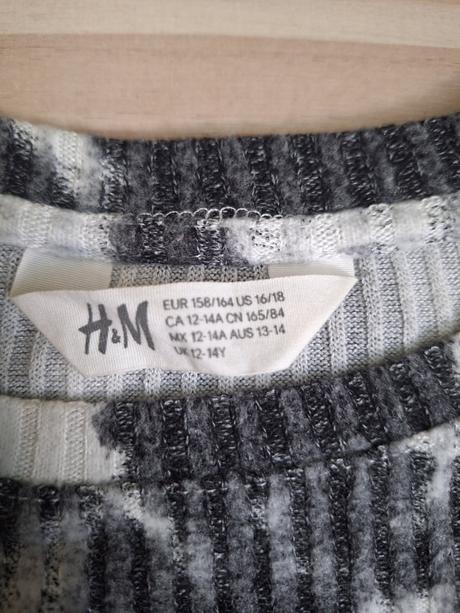 H&M
EUR 158/164 US 16/18
CA 12-14A CN 165/84
MX 12-14A AUS 13-14
UK 12-14Y